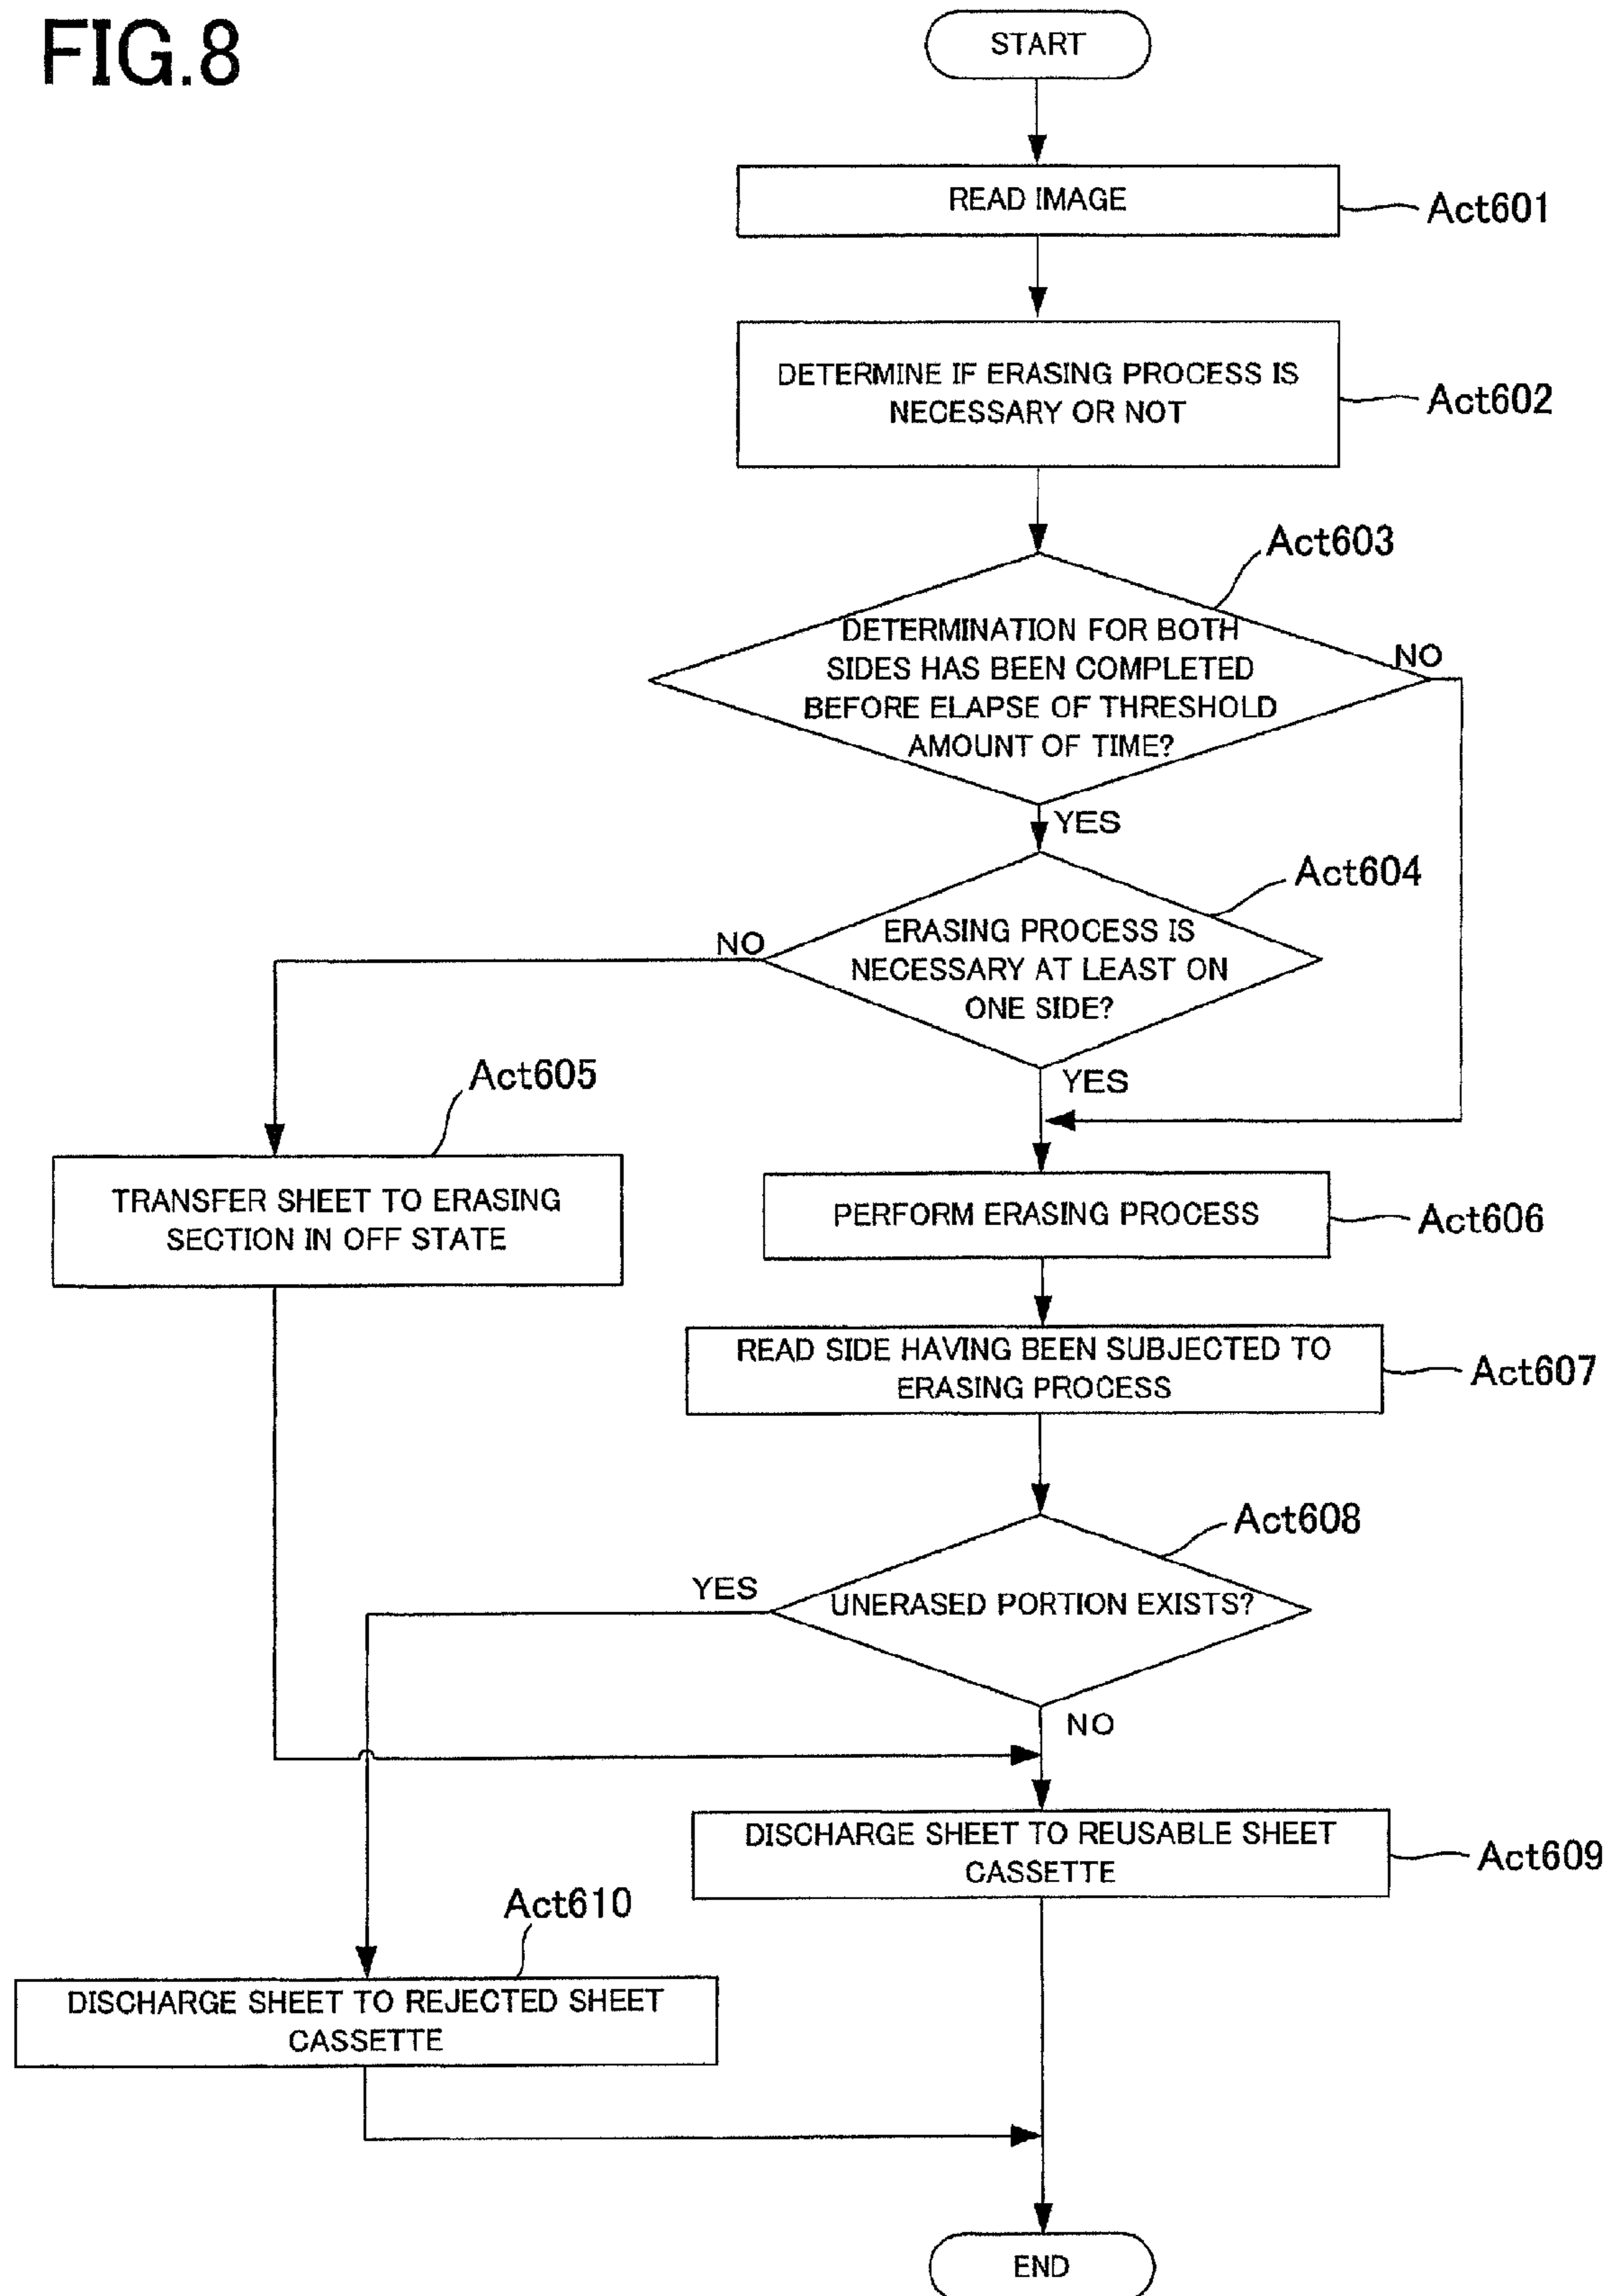 FIG.8
START
READ IMAGE
Act601
DETERMINE IF ERASING PROCESS IS
NECESSARY OR NOT
Act602
Act603
DETERMINATION FOR BOTH
SIDES HAS BEEN COMPLETED
BEFORE ELAPSE OF THRESHOLD
AMOUNT OF TIME?
NO
YES
Act604
ERASING PROCESS IS
NECESSARY AT LEAST ON
ONE SIDE?
NO
YES
Act605
TRANSFER SHEET TO ERASING
SECTION IN OFF STATE
PERFORM ERASING PROCESS
Act606
READ SIDE HAVING BEEN SUBJECTED TO
ERASING PROCESS
Act607
Act608
UNERASED PORTION EXISTS?
YES
NO
DISCHARGE SHEET TO REUSABLE SHEET
CASSETTE
Act609
Act610
DISCHARGE SHEET TO REJECTED SHEET
CASSETTE
END